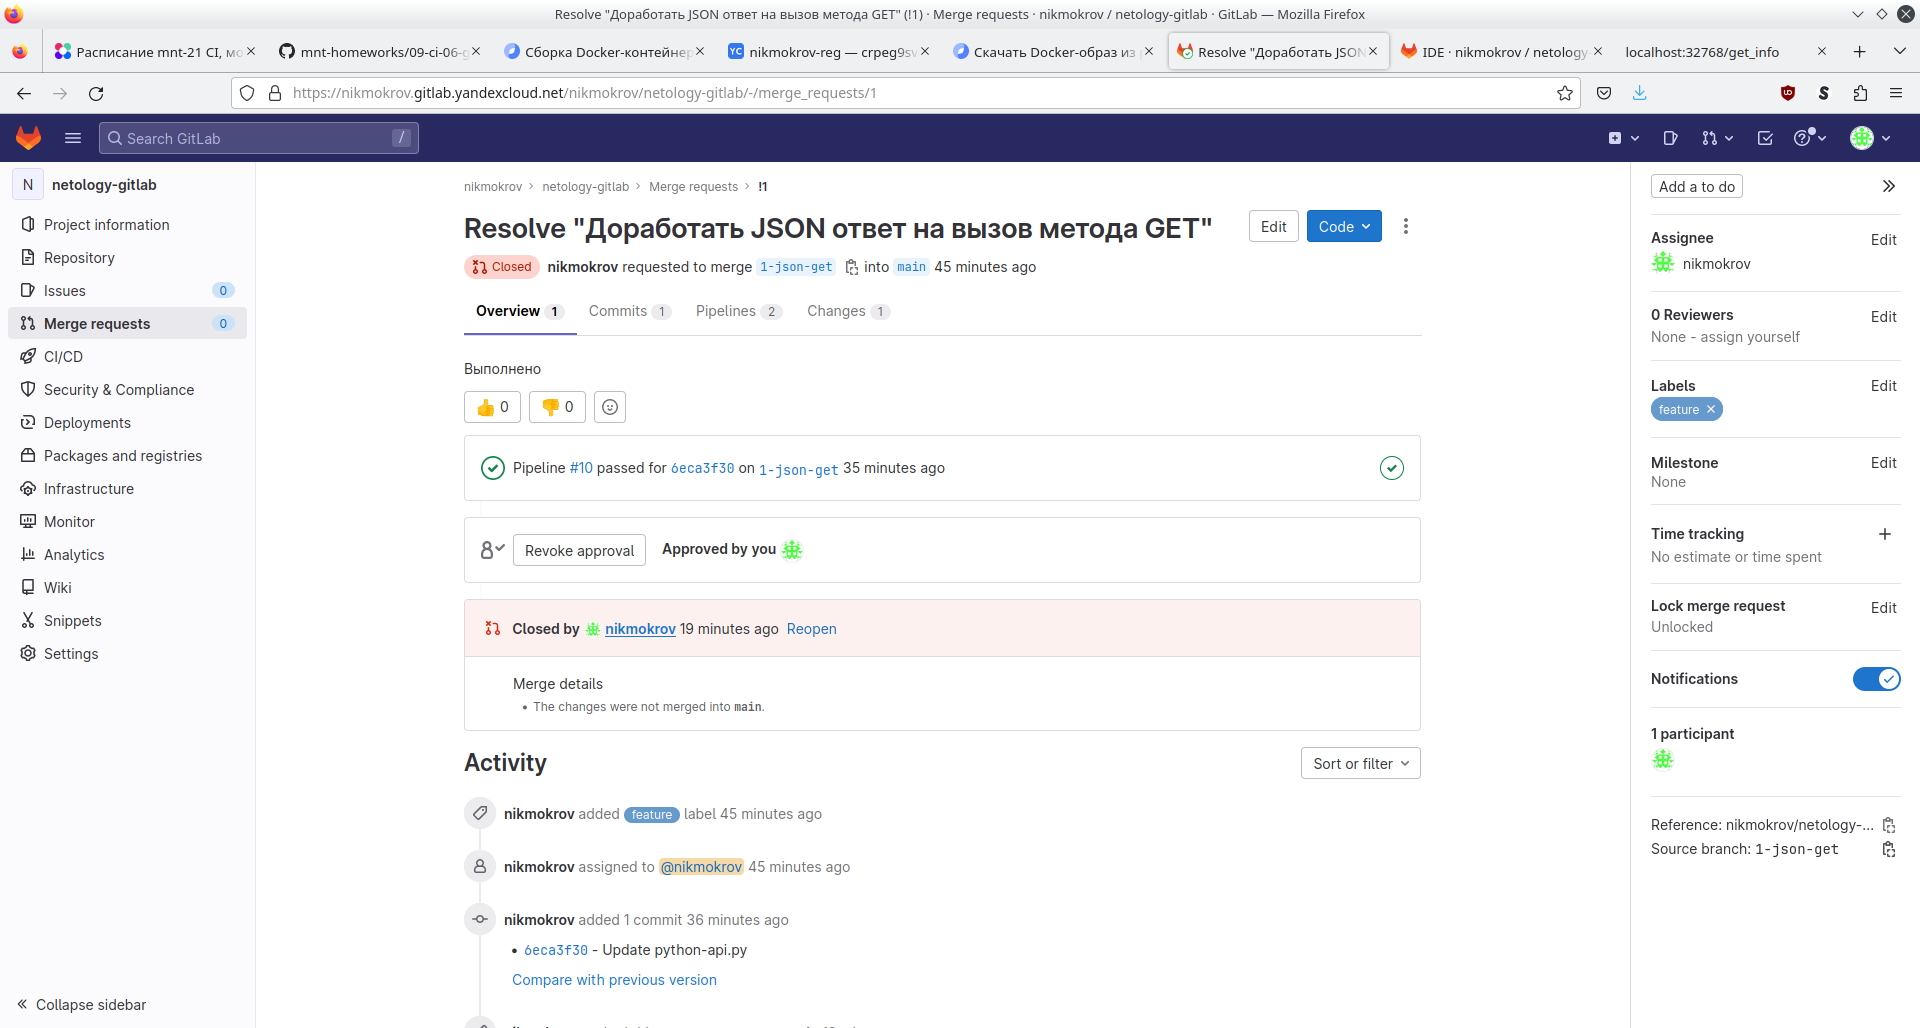 Resolve "Доработать JSON ответ на вызов метода GET" (!1) · Merge requests · nikmokrov / netology-gitlab · GitLab — Mozilla Firefox
Расписание mnt-21 CI, мо
mnt-homeworks/09-ci-06-g
Сборка Docker-контейнер
nikmokrov-reg — crpeg9sv
Скачать Docker-образ из
Resolve "Доработать JSON
IDE · nikmokrov / netology-
localhost:32768/get_info
https://nikmokrov.gitlab.yandexcloud.net/nikmokrov/netology-gitlab/-/merge_requests/1
Search GitLab /
N netology-gitlab
Project information
Repository
Issues 0
Merge requests 0
CI/CD
Security & Compliance
Deployments
Packages and registries
Infrastructure
Monitor
Analytics
Wiki
Snippets
Settings
Collapse sidebar
nikmokrov › netology-gitlab › Merge requests › !1
Resolve "Доработать JSON ответ на вызов метода GET"
Edit
Code
Closed nikmokrov requested to merge 1-json-get into main 45 minutes ago
Overview 1 Commits 1 Pipelines 2 Changes 1
Выполнено
👍 0 👎 0
Pipeline #10 passed for 6eca3f30 on 1-json-get 35 minutes ago
Revoke approval Approved by you
Closed by nikmokrov 19 minutes ago Reopen
Merge details
• The changes were not merged into main.
Activity
Sort or filter
nikmokrov added feature label 45 minutes ago
nikmokrov assigned to @nikmokrov 45 minutes ago
nikmokrov added 1 commit 36 minutes ago
• 6eca3f30 - Update python-api.py
Compare with previous version
Add a to do
Assignee Edit
nikmokrov
0 Reviewers Edit
None - assign yourself
Labels Edit
feature ×
Milestone Edit
None
Time tracking +
No estimate or time spent
Lock merge request Edit
Unlocked
Notifications
1 participant
Reference: nikmokrov/netology-...
Source branch: 1-json-get